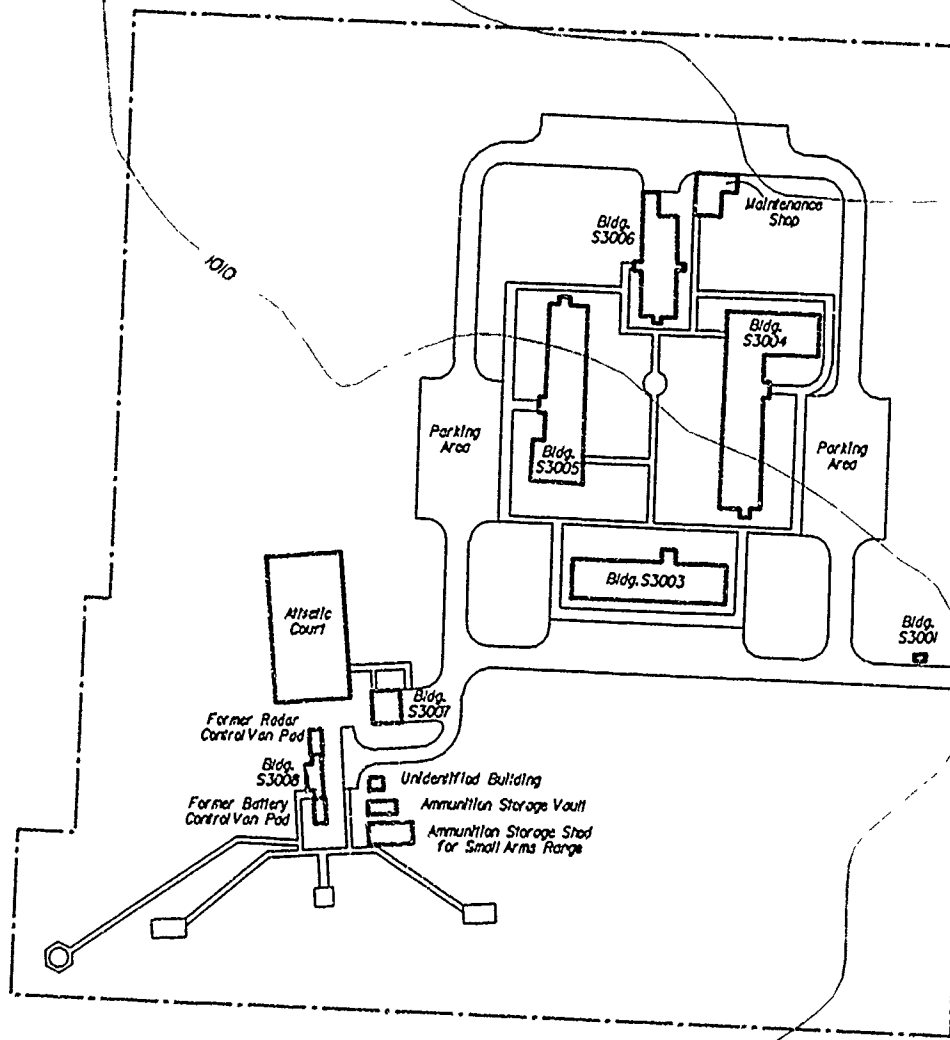 Maintenance
Shop
Bldg.
S3006
1010
Bldg.
S3004
Parking
Area
Bldg.
S3005
Parking
Area
Bldg. S3003
Athletic
Court
Bldg.
S3001
Bldg.
S3007
Former Radar
Control Van Pad
Bldg.
S3008
Unidentified Building
Former Battery
Control Van Pad
Ammunition Storage Vault
Ammunition Storage Shed
for Small Arms Range